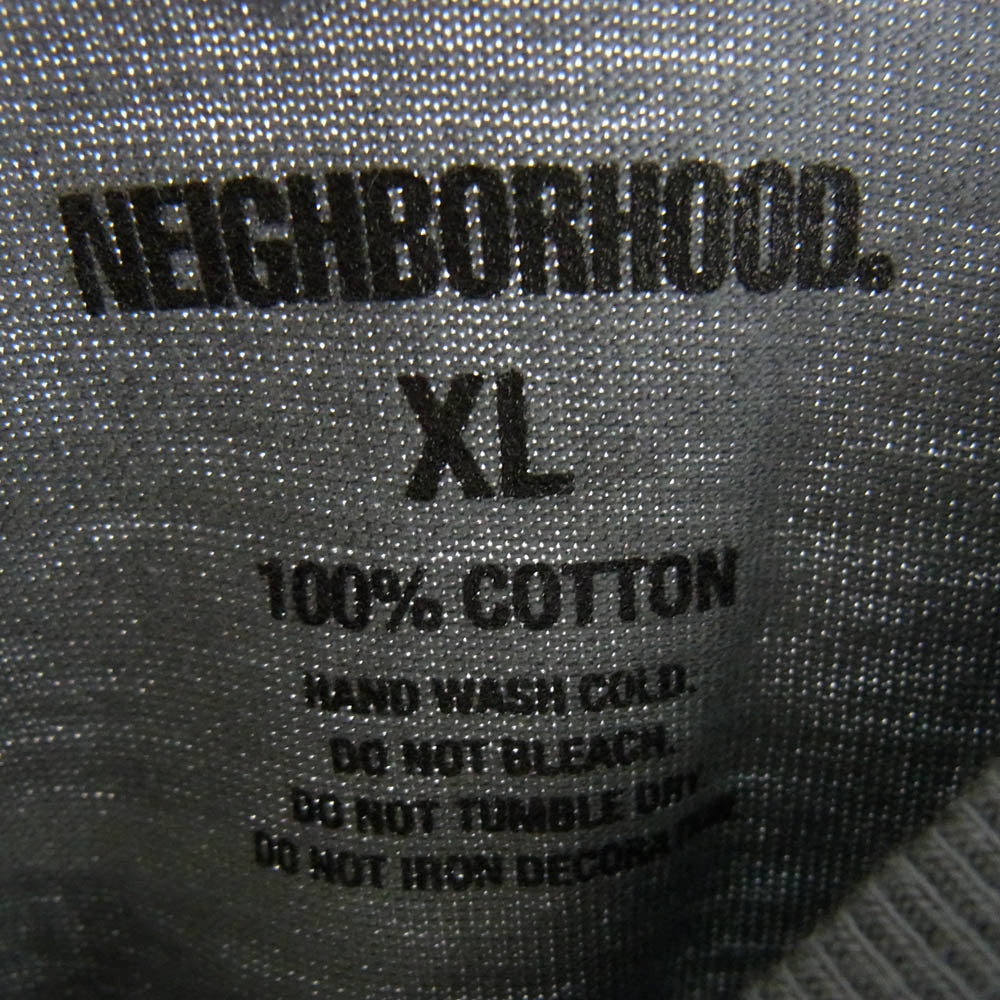 NEIGHBORHOOD®
XL
100% COTTON
HAND WASH COLD.
DO NOT BLEACH.
DO NOT TUMBLE DRY
DO NOT IRON